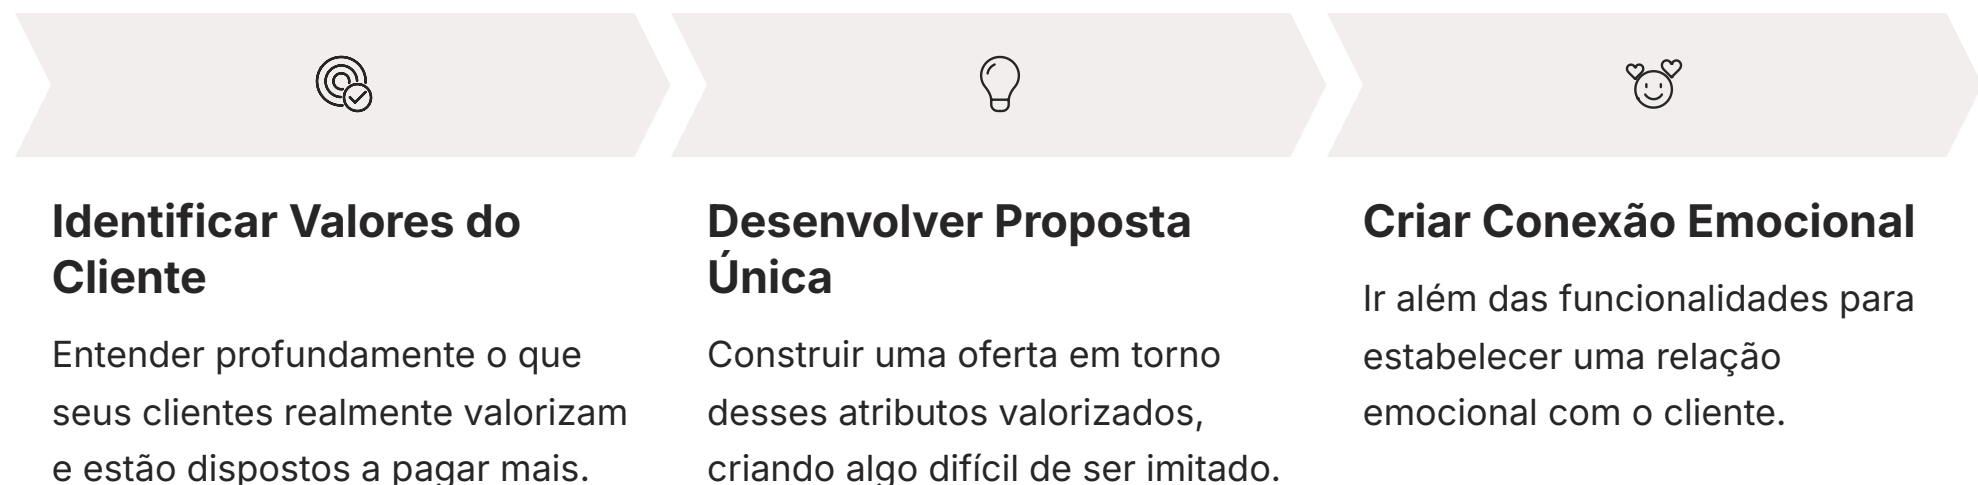 Identificar Valores do
Cliente
Entender profundamente o que
seus clientes realmente valorizam
e estão dispostos a pagar mais.
Desenvolver Proposta
Única
Construir uma oferta em torno
desses atributos valorizados,
criando algo difícil de ser imitado.
Criar Conexão Emocional
Ir além das funcionalidades para
estabelecer uma relação
emocional com o cliente.